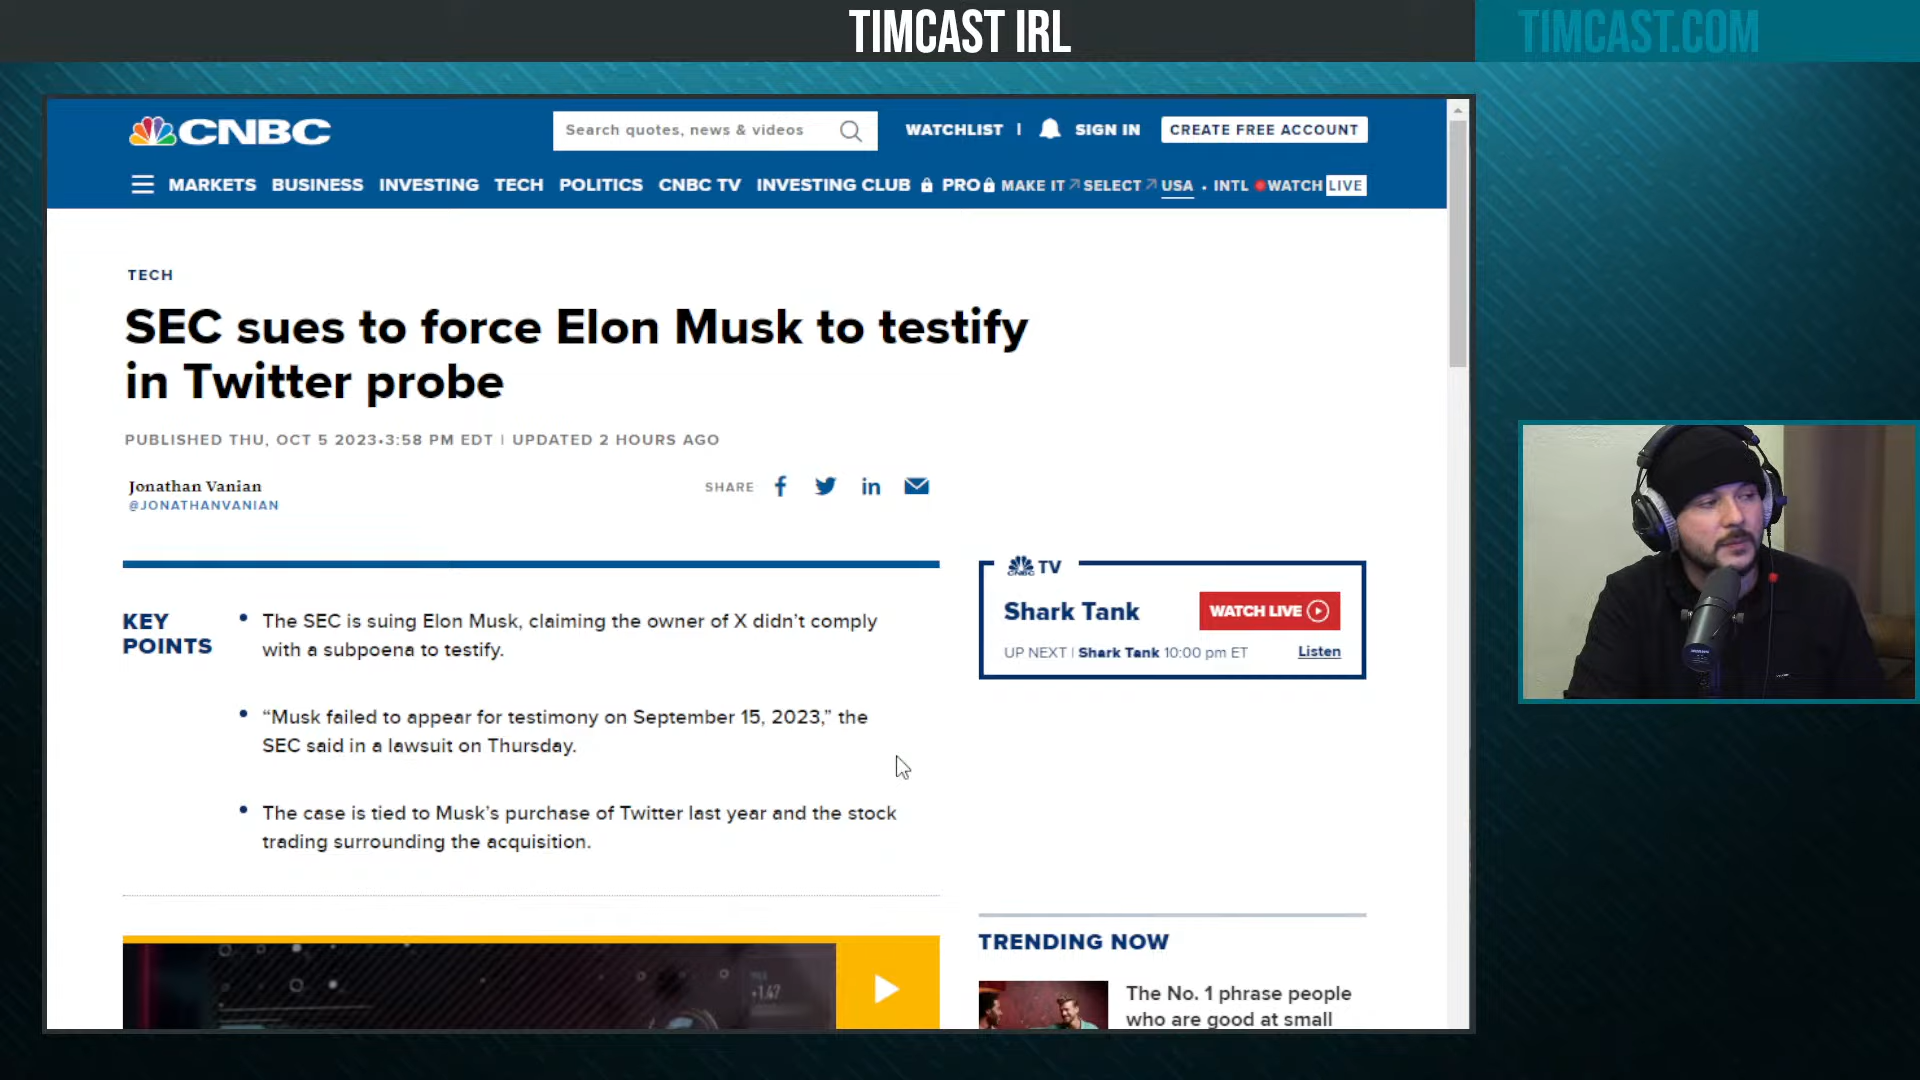 TIMCAST IRL
TIMCAST.COM
CNBC
Search quotes, news & videos
WATCHLIST
SIGN IN
CREATE FREE ACCOUNT
MARKETS BUSINESS INVESTING TECH POLITICS CNBC TV INVESTING CLUB PRO MAKE IT SELECT USA • INTL WATCH LIVE
TECH
SEC sues to force Elon Musk to testify
in Twitter probe
PUBLISHED THU, OCT 5 2023•3:58 PM EDT | UPDATED 2 HOURS AGO
Jonathan Vanian
@JONATHANVANIAN
SHARE
KEY
POINTS
• The SEC is suing Elon Musk, claiming the owner of X didn’t comply
with a subpoena to testify.
• “Musk failed to appear for testimony on September 15, 2023,” the
SEC said in a lawsuit on Thursday.
• The case is tied to Musk’s purchase of Twitter last year and the stock
trading surrounding the acquisition.
CNBC TV
Shark Tank
WATCH LIVE
UP NEXT | Shark Tank 10:00 pm ET
Listen
TRENDING NOW
The No. 1 phrase people
who are good at small
+1.47